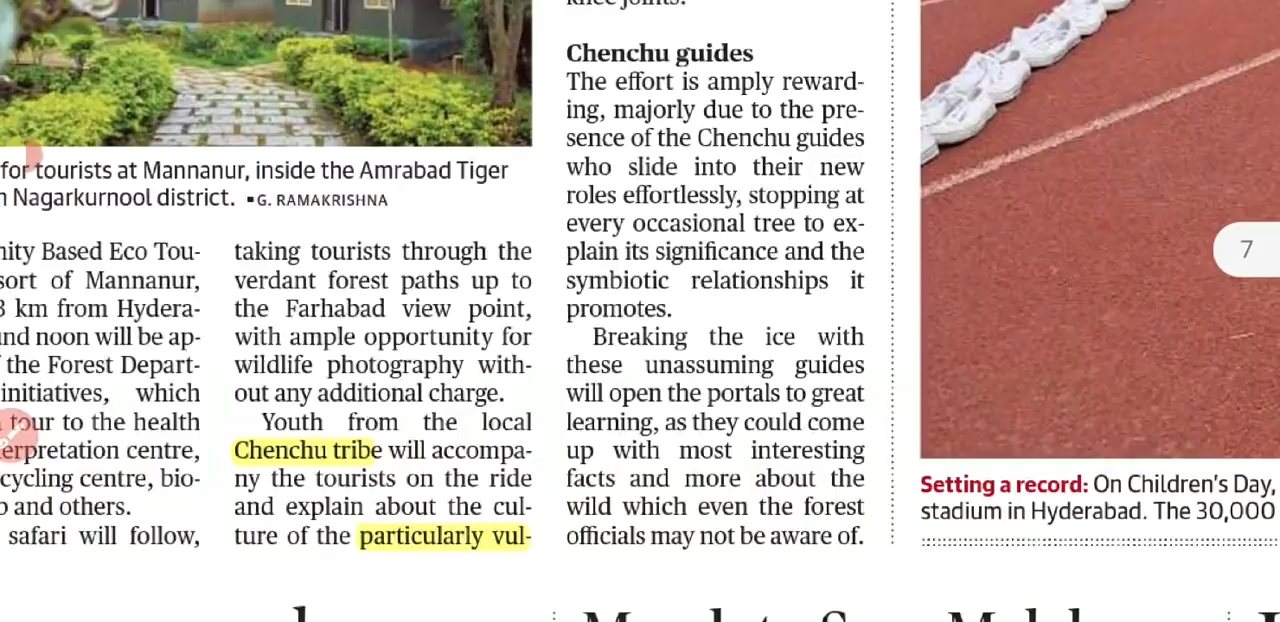 for tourists at Mannanur, inside the Amrabad Tiger
Nagarkurnool district. ▪G. RAMAKRISHNA
nity Based Eco Tou-
sort of Mannanur,
km from Hydera-
und noon will be ap-
the Forest Depart-
initiatives, which
tour to the health
erpretation centre,
cycling centre, bio-
and others.
safari will follow,
taking tourists through the
verdant forest paths up to
the Farhabad view point,
with ample opportunity for
wildlife photography with-
out any additional charge.
Youth from the local
Chenchu tribe will accompa-
ny the tourists on the ride
and explain about the cul-
ture of the particularly vul-
knee joints.
Chenchu guides
The effort is amply reward-
ing, majorly due to the pre-
sence of the Chenchu guides
who slide into their new
roles effortlessly, stopping at
every occasional tree to ex-
plain its significance and the
symbiotic relationships it
promotes.
Breaking the ice with
these unassuming guides
will open the portals to great
learning, as they could come
up with most interesting
facts and more about the
wild which even the forest
officials may not be aware of.
7
Setting a record: On Children's Day,
stadium in Hyderabad. The 30,000